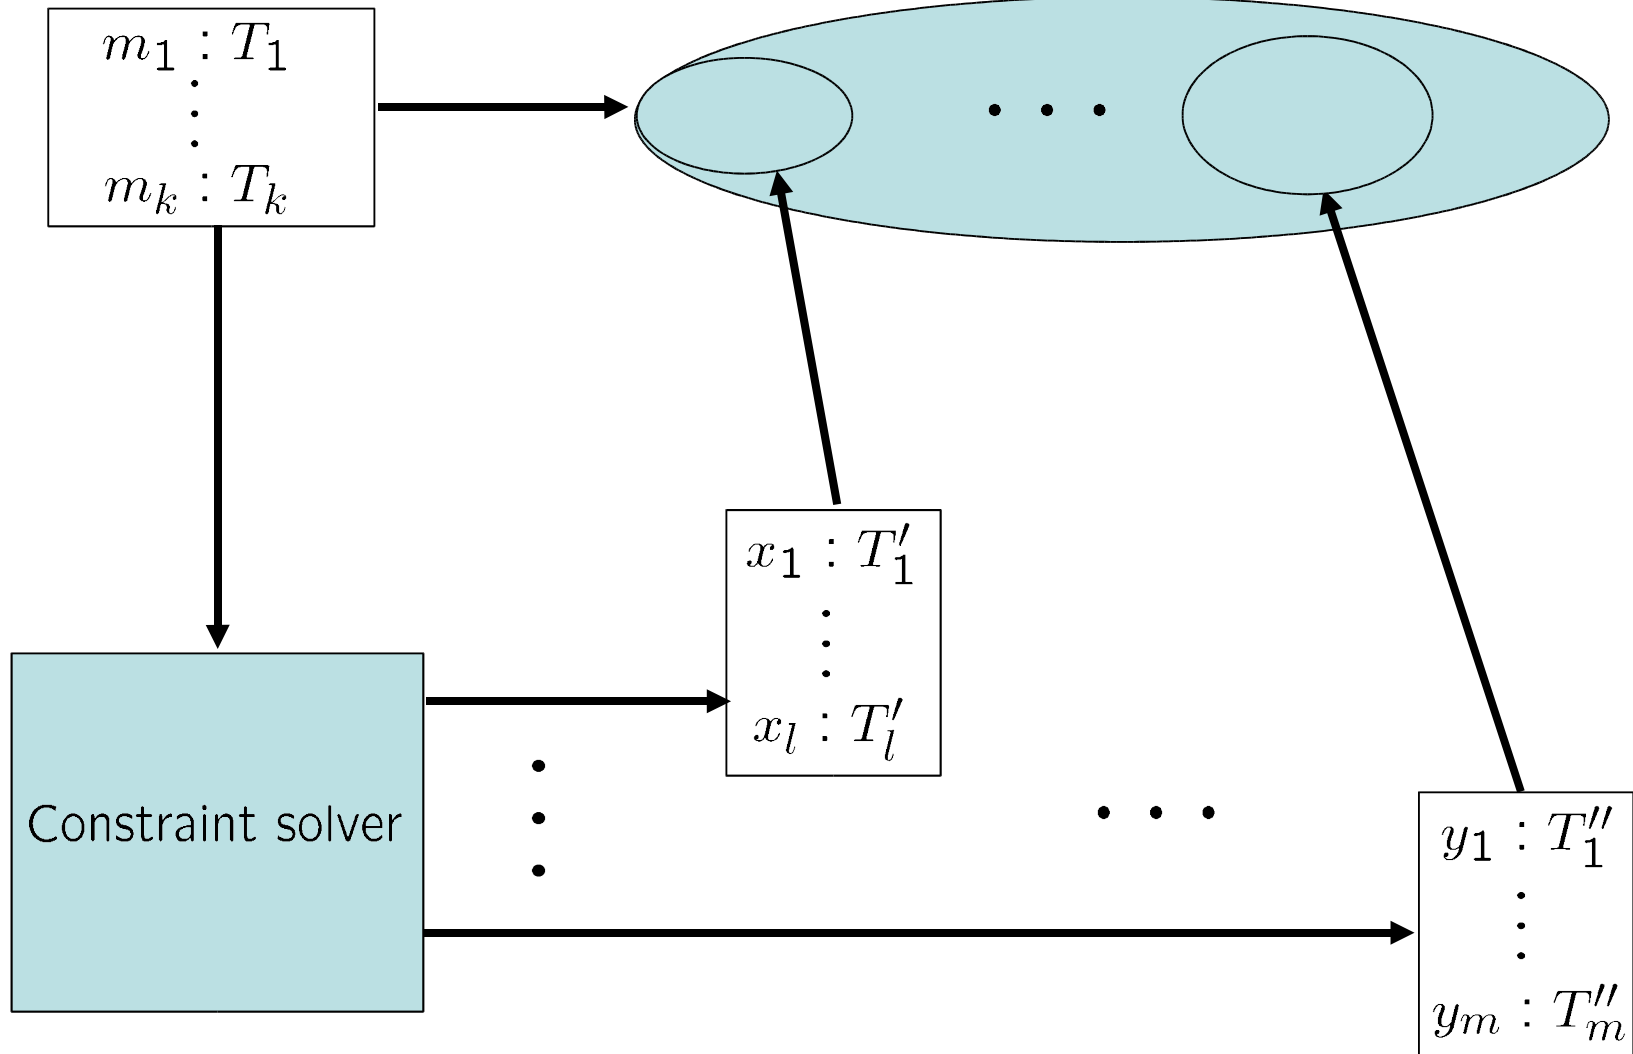 m₁ : T₁
⋮
mₖ : Tₖ
. . .
x₁ : T′₁
⋮
xₗ : T′ₗ
Constraint solver
⋮
. . .
y₁ : T″₁
⋮
yₘ : T″ₘ